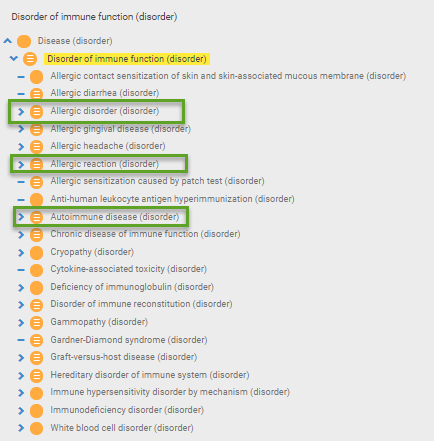 Disorder of immune function (disorder)
Disease (disorder)
Disorder of immune function (disorder)
Allergic contact sensitization of skin and skin-associated mucous membrane (disorder)
Allergic diarrhea (disorder)
Allergic disorder (disorder)
Allergic gingival disease (disorder)
Allergic headache (disorder)
Allergic reaction (disorder)
Allergic sensitization caused by patch test (disorder)
Anti-human leukocyte antigen hyperimmunization (disorder)
Autoimmune disease (disorder)
Chronic disease of immune function (disorder)
Cryopathy (disorder)
Cytokine-associated toxicity (disorder)
Deficiency of immunoglobulin (disorder)
Disorder of immune reconstitution (disorder)
Gammopathy (disorder)
Gardner-Diamond syndrome (disorder)
Graft-versus-host disease (disorder)
Hereditary disorder of immune system (disorder)
Immune hypersensitivity disorder by mechanism (disorder)
Immunodeficiency disorder (disorder)
White blood cell disorder (disorder)